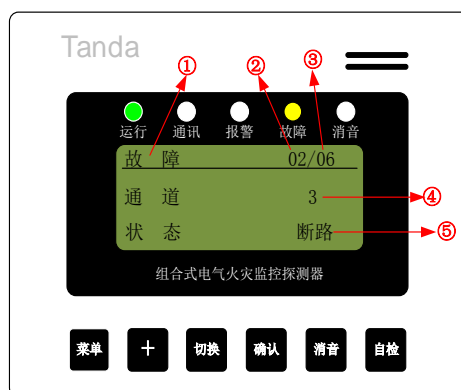 Tanda
① ② ③
运行 通讯 报警 故障 消音
故 障 02/06
通 道 3 ④
状 态 断路 ⑤
组合式电气火灾监控探测器
菜单 + 切换 确认 消音 自检